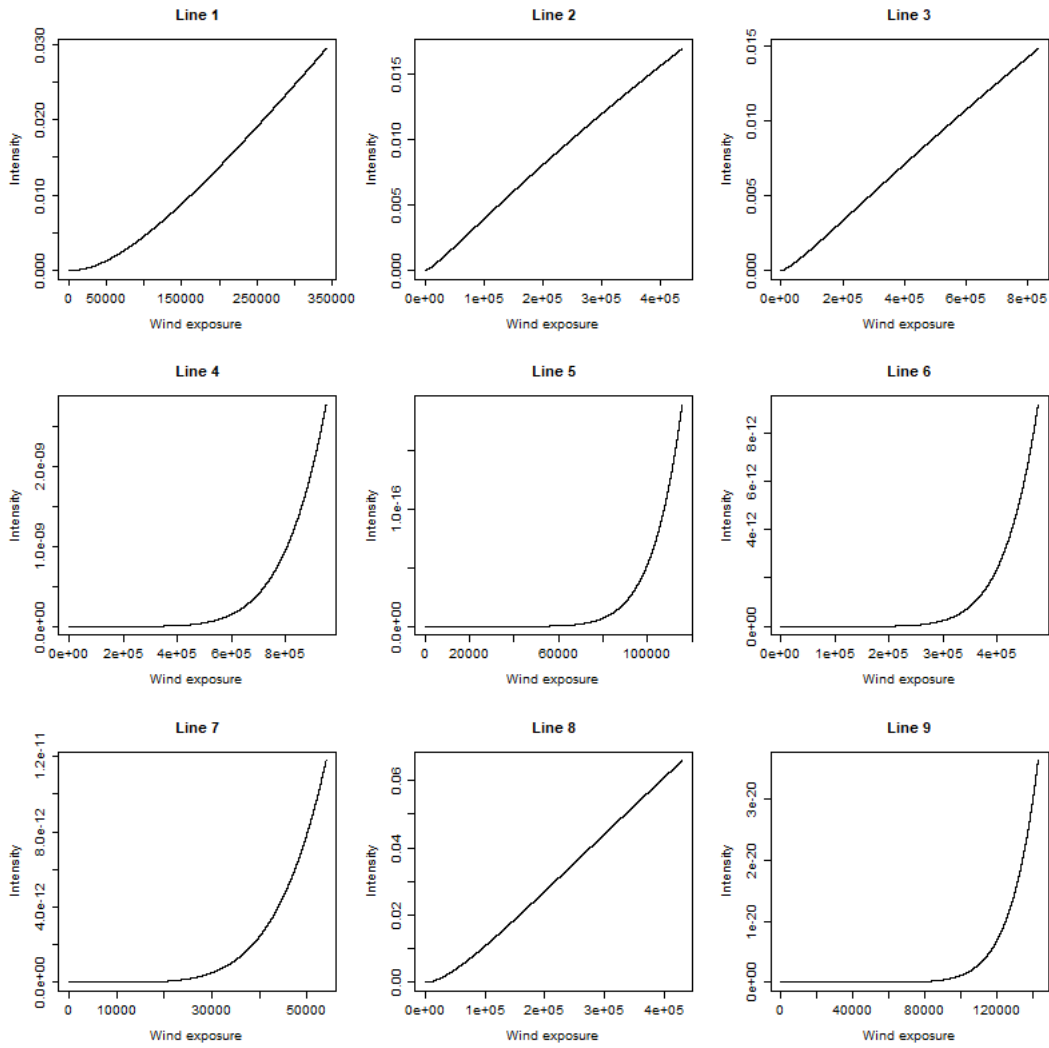 Line 1
Line 2
Line 3
Intensity
0.000
0.010
0.020
0.030
0
50000
150000
250000
350000
Wind exposure
Intensity
0.000
0.005
0.010
0.015
0e+00
1e+05
2e+05
3e+05
4e+05
Wind exposure
Intensity
0.000
0.005
0.010
0.015
0e+00
2e+05
4e+05
6e+05
8e+05
Wind exposure
Line 4
Line 5
Line 6
Intensity
0.0e+00
1.0e-09
2.0e-09
0e+00
2e+05
4e+05
6e+05
8e+05
Wind exposure
Intensity
0.0e+00
1.0e-16
0
20000
60000
100000
Wind exposure
Intensity
0e+00
4e-12
6e-12
8e-12
0e+00
1e+05
2e+05
3e+05
4e+05
Wind exposure
Line 7
Line 8
Line 9
Intensity
0.0e+00
4.0e-12
8.0e-12
1.2e-11
0
10000
30000
50000
Wind exposure
Intensity
0.00
0.02
0.04
0.06
0e+00
1e+05
2e+05
3e+05
4e+05
Wind exposure
Intensity
0e+00
1e-20
2e-20
3e-20
0
40000
80000
120000
Wind exposure